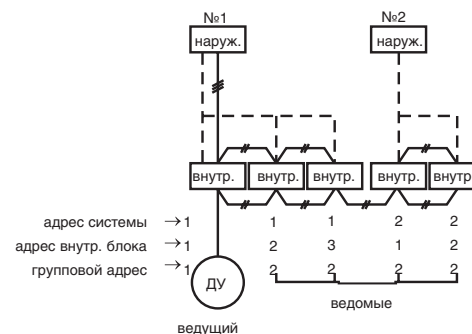 №1 №2
наруж. наруж.
внутр. внутр. внутр. внутр. внутр.
адрес системы →1 1 1 2 2
адрес внутр. блока →1 2 3 1 2
групповой адрес →1 2 2 2 2
ДУ
ведомые
ведущий